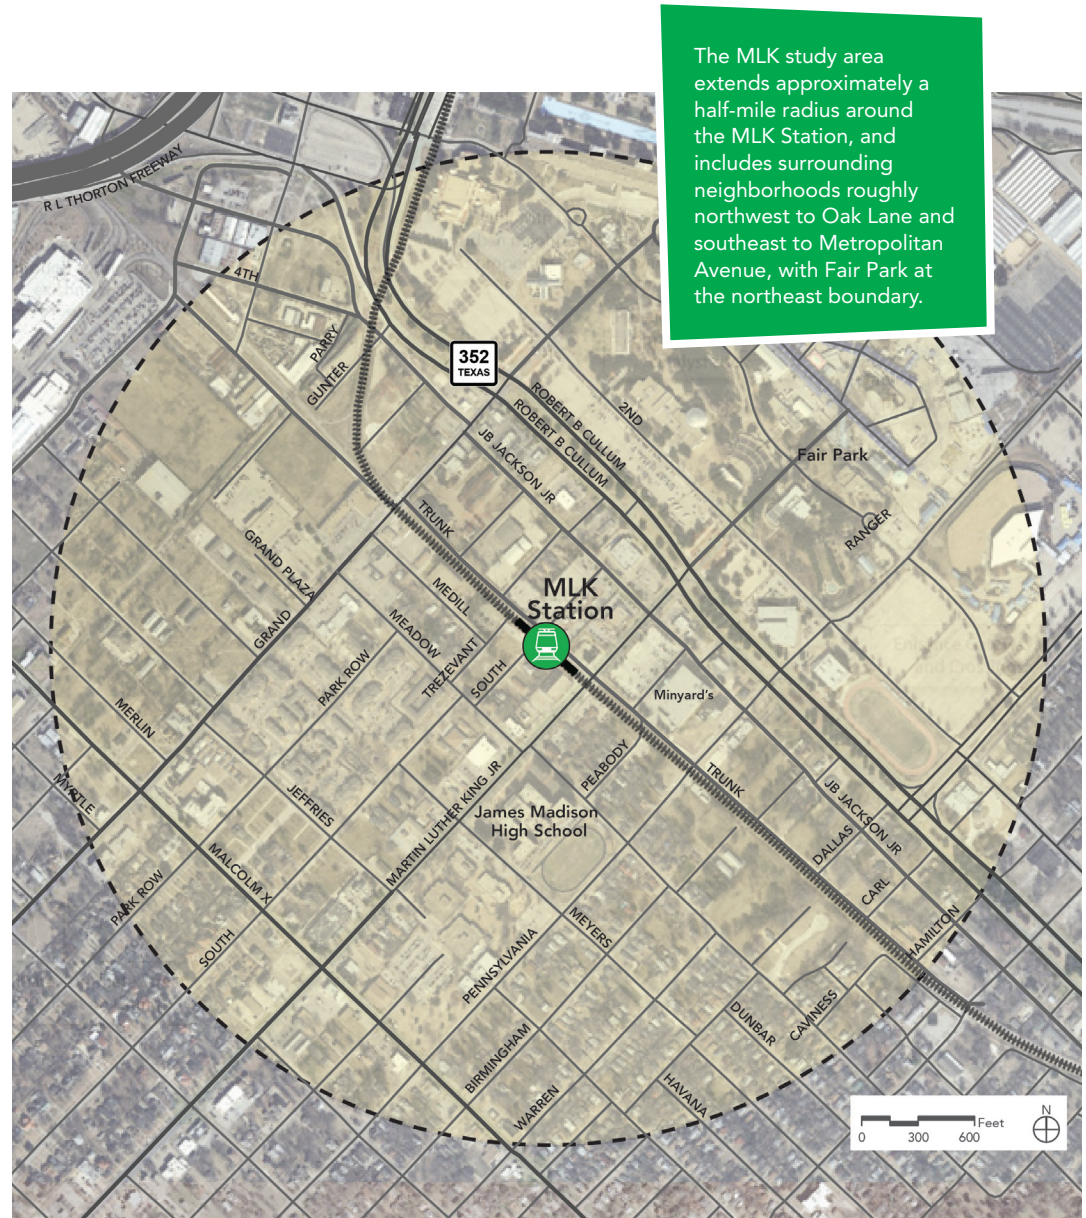 The MLK study area
extends approximately a
half-mile radius around
the MLK Station, and
includes surrounding
neighborhoods roughly
northwest to Oak Lane and
southeast to Metropolitan
Avenue, with Fair Park at
the northeast boundary.
R L THORTON FREEWAY
4TH
PARRY
GUNTER
352
TEXAS
ROBERT B CULLUM
ROBERT B CULLUM
2ND
JB JACKSON JR
Fair Park
RANGER
TRUNK
GRAND PLAZA
GRAND
MEDILL
MEADOW
TREZEVANT
SOUTH
PARK ROW
MLK
Station
Minyard's
MERLIN
MYRTLE
JEFFRIES
MARTIN LUTHER KING JR
PEABODY
TRUNK
James Madison
High School
JB JACKSON JR
DALLAS
CARL
HAMILTON
MALCOLM X
PARK ROW
SOUTH
MEYERS
PENNSYLVANIA
DUNBAR
CAVINESS
BIRMINGHAM
WARREN
HAVANA
Feet
0 300 600
N